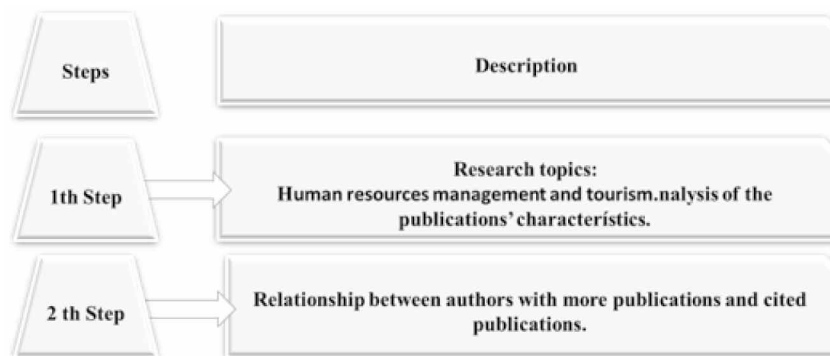 Steps
Description
1th Step
Research topics:
Human resources management and tourism.nalysis of the
publications' characterístics.
2 th Step
Relationship between authors with more publications and cited
publications.